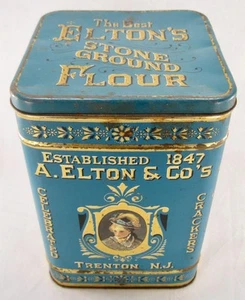 The Best
ELTON'S
STONE
GROUND
FLOUR
ESTABLISHED 1847
A. ELTON & CO'S
CELEBRATED
CRACKERS
TRENTON N.J.